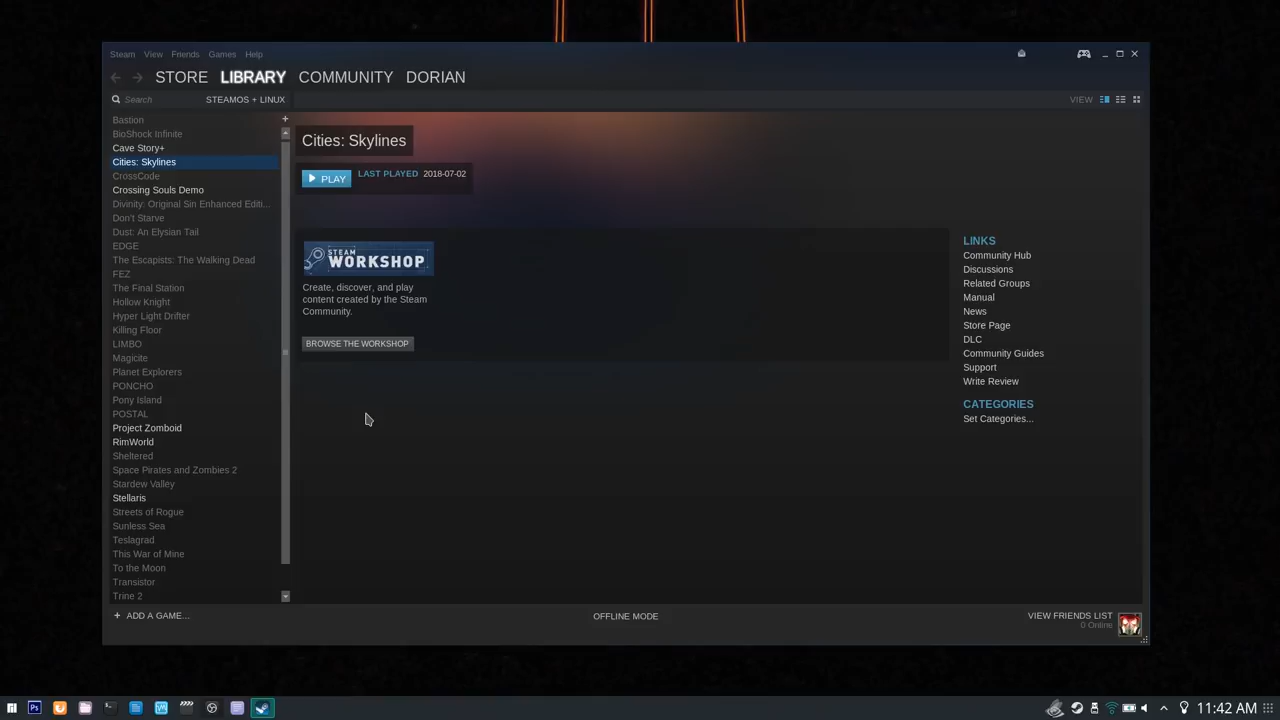 Steam View Friends Games Help
STORE LIBRARY COMMUNITY DORIAN
Search STEAMOS + LINUX VIEW
Bastion +
BioShock Infinite
Cave Story+
Cities: Skylines
CrossCode
Crossing Souls Demo
Divinity: Original Sin Enhanced Editi...
Don't Starve
Dust: An Elysian Tail
EDGE
The Escapists: The Walking Dead
FEZ
The Final Station
Hollow Knight
Hyper Light Drifter
Killing Floor
LIMBO
Magicite
Planet Explorers
PONCHO
Pony Island
POSTAL
Project Zomboid
RimWorld
Sheltered
Space Pirates and Zombies 2
Stardew Valley
Stellaris
Streets of Rogue
Sunless Sea
Teslagrad
This War of Mine
To the Moon
Transistor
Trine 2
Cities: Skylines
PLAY LAST PLAYED 2018-07-02
STEAM
WORKSHOP
Create, discover, and play
content created by the Steam
Community.
BROWSE THE WORKSHOP
LINKS
Community Hub
Discussions
Related Groups
Manual
News
Store Page
DLC
Community Guides
Support
Write Review
CATEGORIES
Set Categories...
+ ADD A GAME... OFFLINE MODE VIEW FRIENDS LIST
0 Online
Ps
11:42 AM